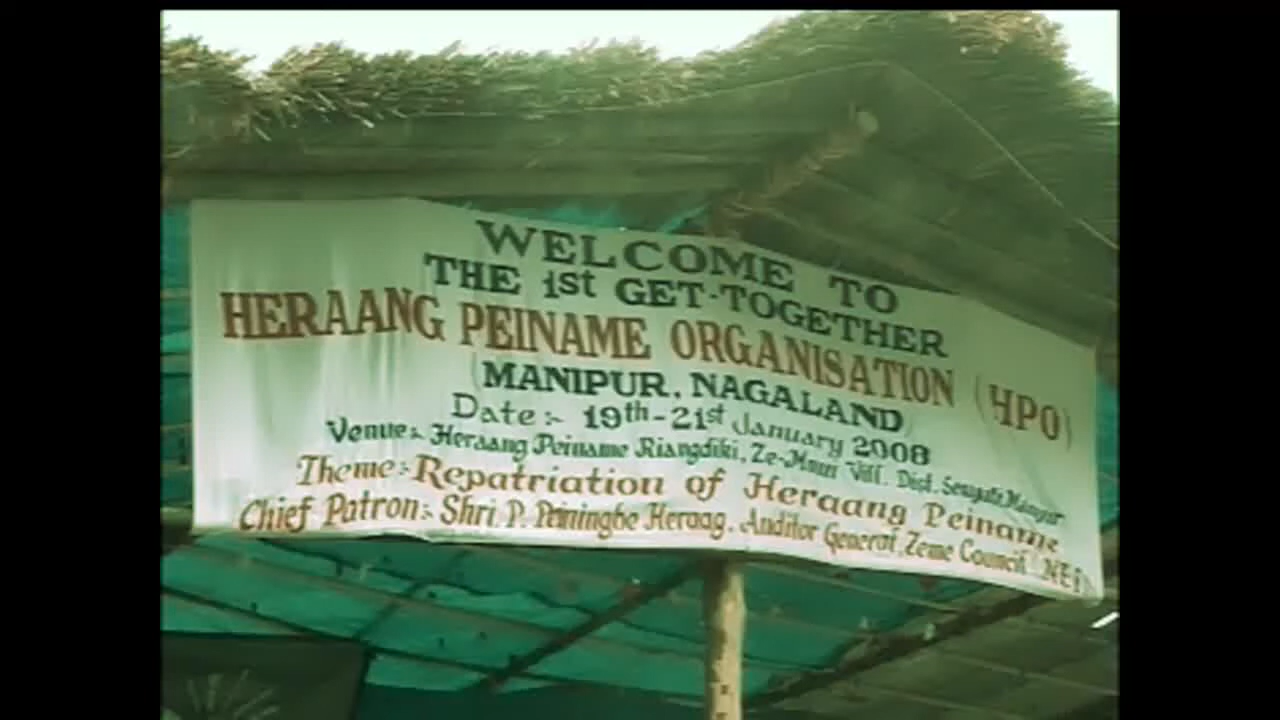 WELCOME TO
THE 1st GET-TOGETHER
HERAANG PEINAME ORGANISATION (HPO)
(MANIPUR, NAGALAND
Date:- 19th-21st January 2008
Venue:- Heraang Peiname Riangdiki, Ze-Mnui Vill. Dist. Senapati Manipur
Theme:- Repatriation of Heraang Peiname
Chief Patron:- Shri. P. Peininghe Heraag, Auditor General, Zeme Council NEI